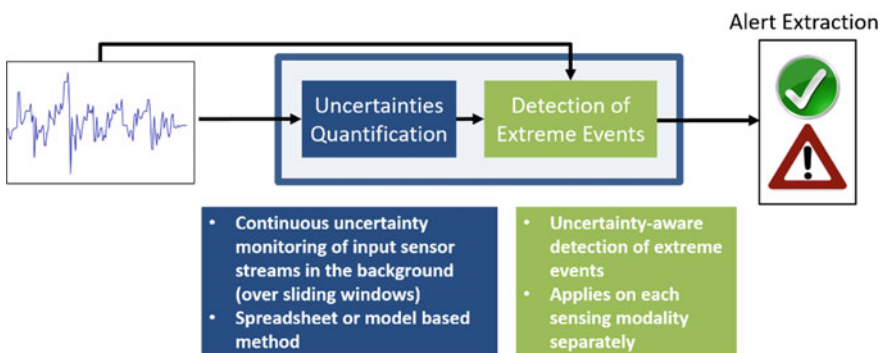 Alert Extraction
Uncertainties
Quantification
Detection of
Extreme Events
• Continuous uncertainty
monitoring of input sensor
streams in the background
(over sliding windows)
• Spreadsheet or model based
method
• Uncertainty-aware
detection of extreme
events
• Applies on each
sensing modality
separately